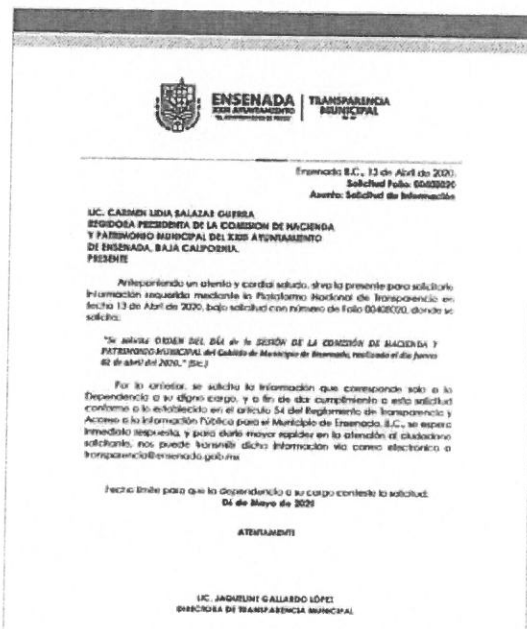 ENSENADA
XXIII AYUNTAMIENTO
TRANSPARENCIA
MUNICIPAL
Ensenada B.C., 13 de Abril de 2020.
Solicitud Folio: 00408020
Asunto: Solicitud de Información
LIC. CARMEN LIDIA SALAZAR GUERRA
REGIDORA PRESIDENTA DE LA COMISION DE HACIENDA
Y PATRIMONIO MUNICIPAL DEL XXIII AYUNTAMIENTO
DE ENSENADA, BAJA CALIFORNIA.
PRESENTE
Anteponiendo un atento y cordial saludo, sirva la presente para solicitarle
información requerida mediante la Plataforma Nacional de Transparencia en
fecha 13 de Abril de 2020, bajo solicitud con número de Folio 00408020, donde se
solicita:
"Se solicita ORDEN DEL DÍA de la SESIÓN DE LA COMISIÓN DE HACIENDA Y
PATRIMONIO MUNICIPAL del Cabildo de Municipio de Ensenada, realizado el día jueves
02 de abril del 2020.." (Sic.)
Por lo anterior, se solicita la información que corresponde solo a la
Dependencia a su digno cargo, y a fin de dar cumplimiento a esta solicitud
conforme a lo establecido en el artículo 54 del Reglamento de Transparencia y
Acceso a la Información Pública para el Municipio de Ensenada, B.C., se espera
inmediata respuesta, y para darle mayor rapidez en la atención al ciudadano
solicitante, nos puede transmitir dicha información vía correo electrónico a
transparencia@ensenada.gob.mx
Fecha límite para que la dependencia a su cargo conteste la solicitud:
06 de Mayo de 2020
ATENTAMENTE
LIC. JAQUELINE GALLARDO LÓPEZ
DIRECTORA DE TRANSPARENCIA MUNICIPAL